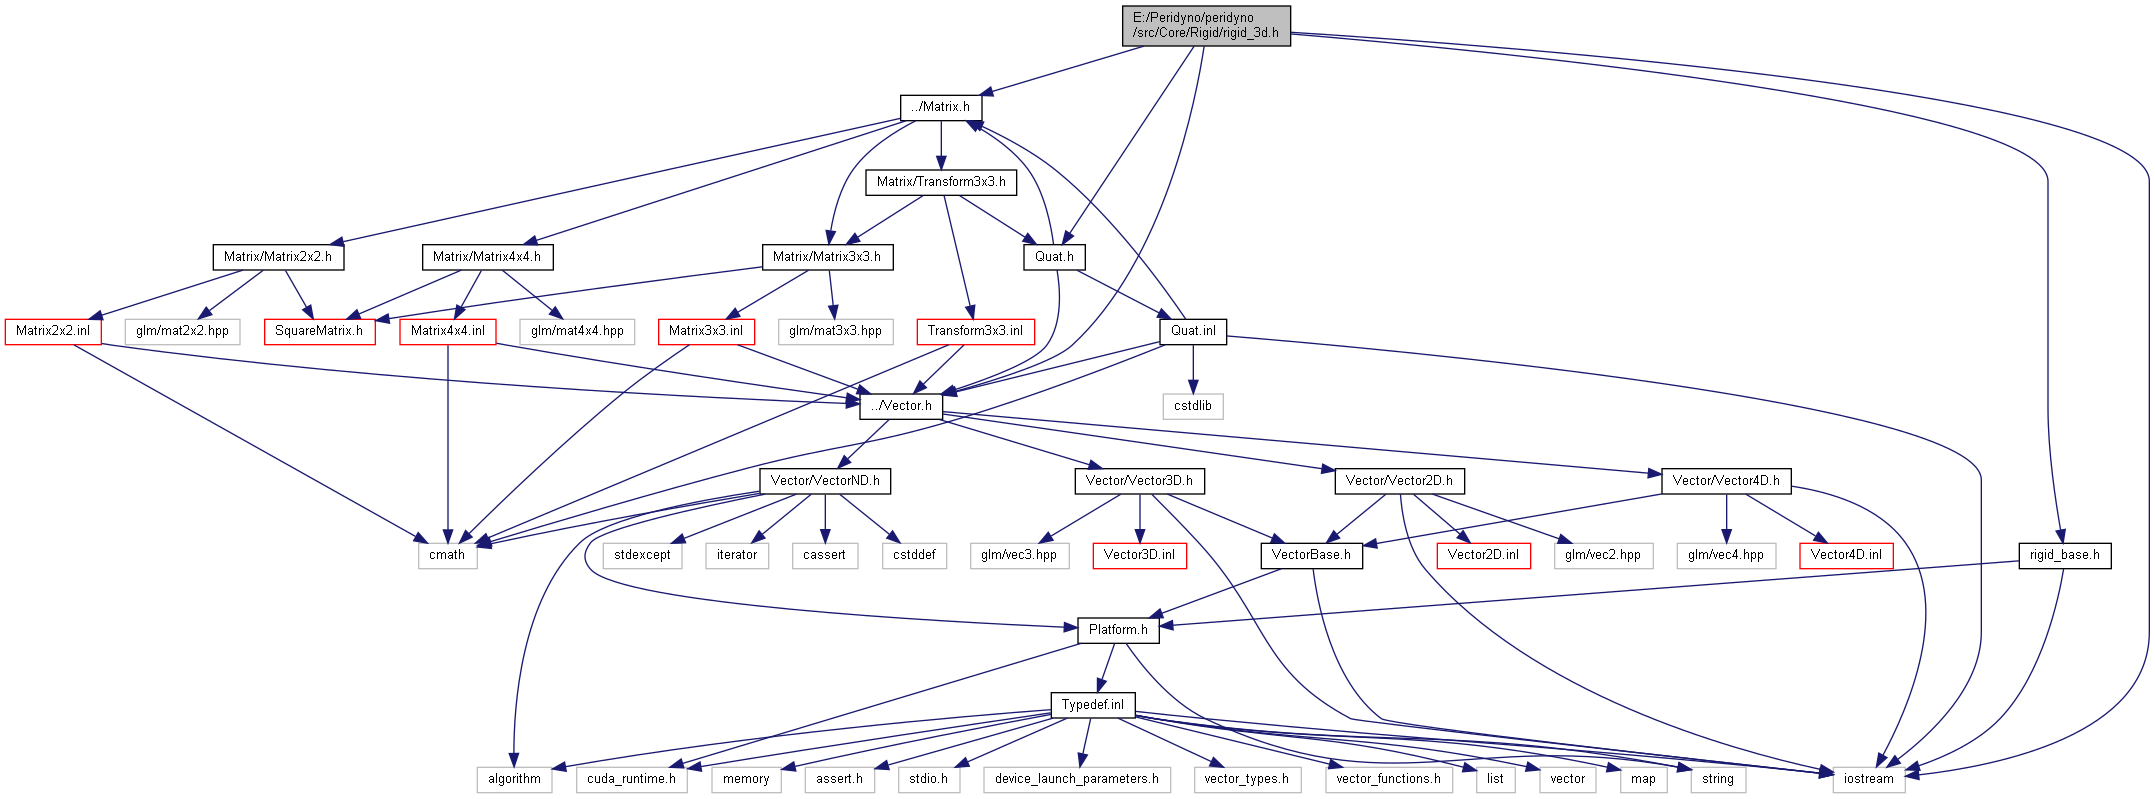 E:/Peridyno/peridyno
/src/Core/Rigid/rigid_3d.h
../Matrix.h
Matrix/Transform3x3.h
Matrix/Matrix2x2.h
Matrix/Matrix4x4.h
Matrix/Matrix3x3.h
Quat.h
Matrix2x2.inl
glm/mat2x2.hpp
SquareMatrix.h
Matrix4x4.inl
glm/mat4x4.hpp
Matrix3x3.inl
glm/mat3x3.hpp
Transform3x3.inl
Quat.inl
../Vector.h
cstdlib
Vector/VectorND.h
Vector/Vector3D.h
Vector/Vector2D.h
Vector/Vector4D.h
cmath
stdexcept
iterator
cassert
cstddef
glm/vec3.hpp
Vector3D.inl
VectorBase.h
Vector2D.inl
glm/vec2.hpp
glm/vec4.hpp
Vector4D.inl
rigid_base.h
Platform.h
Typedef.inl
algorithm
cuda_runtime.h
memory
assert.h
stdio.h
device_launch_parameters.h
vector_types.h
vector_functions.h
list
vector
map
string
iostream